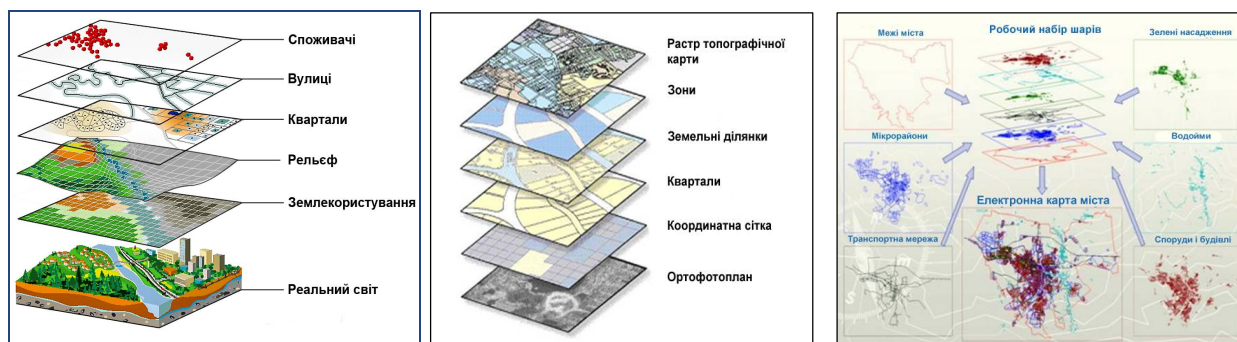 Споживачі
Вулиці
Квартали
Рельєф
Землекористування
Реальний світ
Растр топографічної
карти
Зони
Земельні ділянки
Квартали
Координатна сітка
Ортофотоплан
Межі міста
Робочий набір шарів
Зелені насадження
Мікрорайони
Водойми
Електронна карта міста
Транспортна мережа
Споруди і будівлі